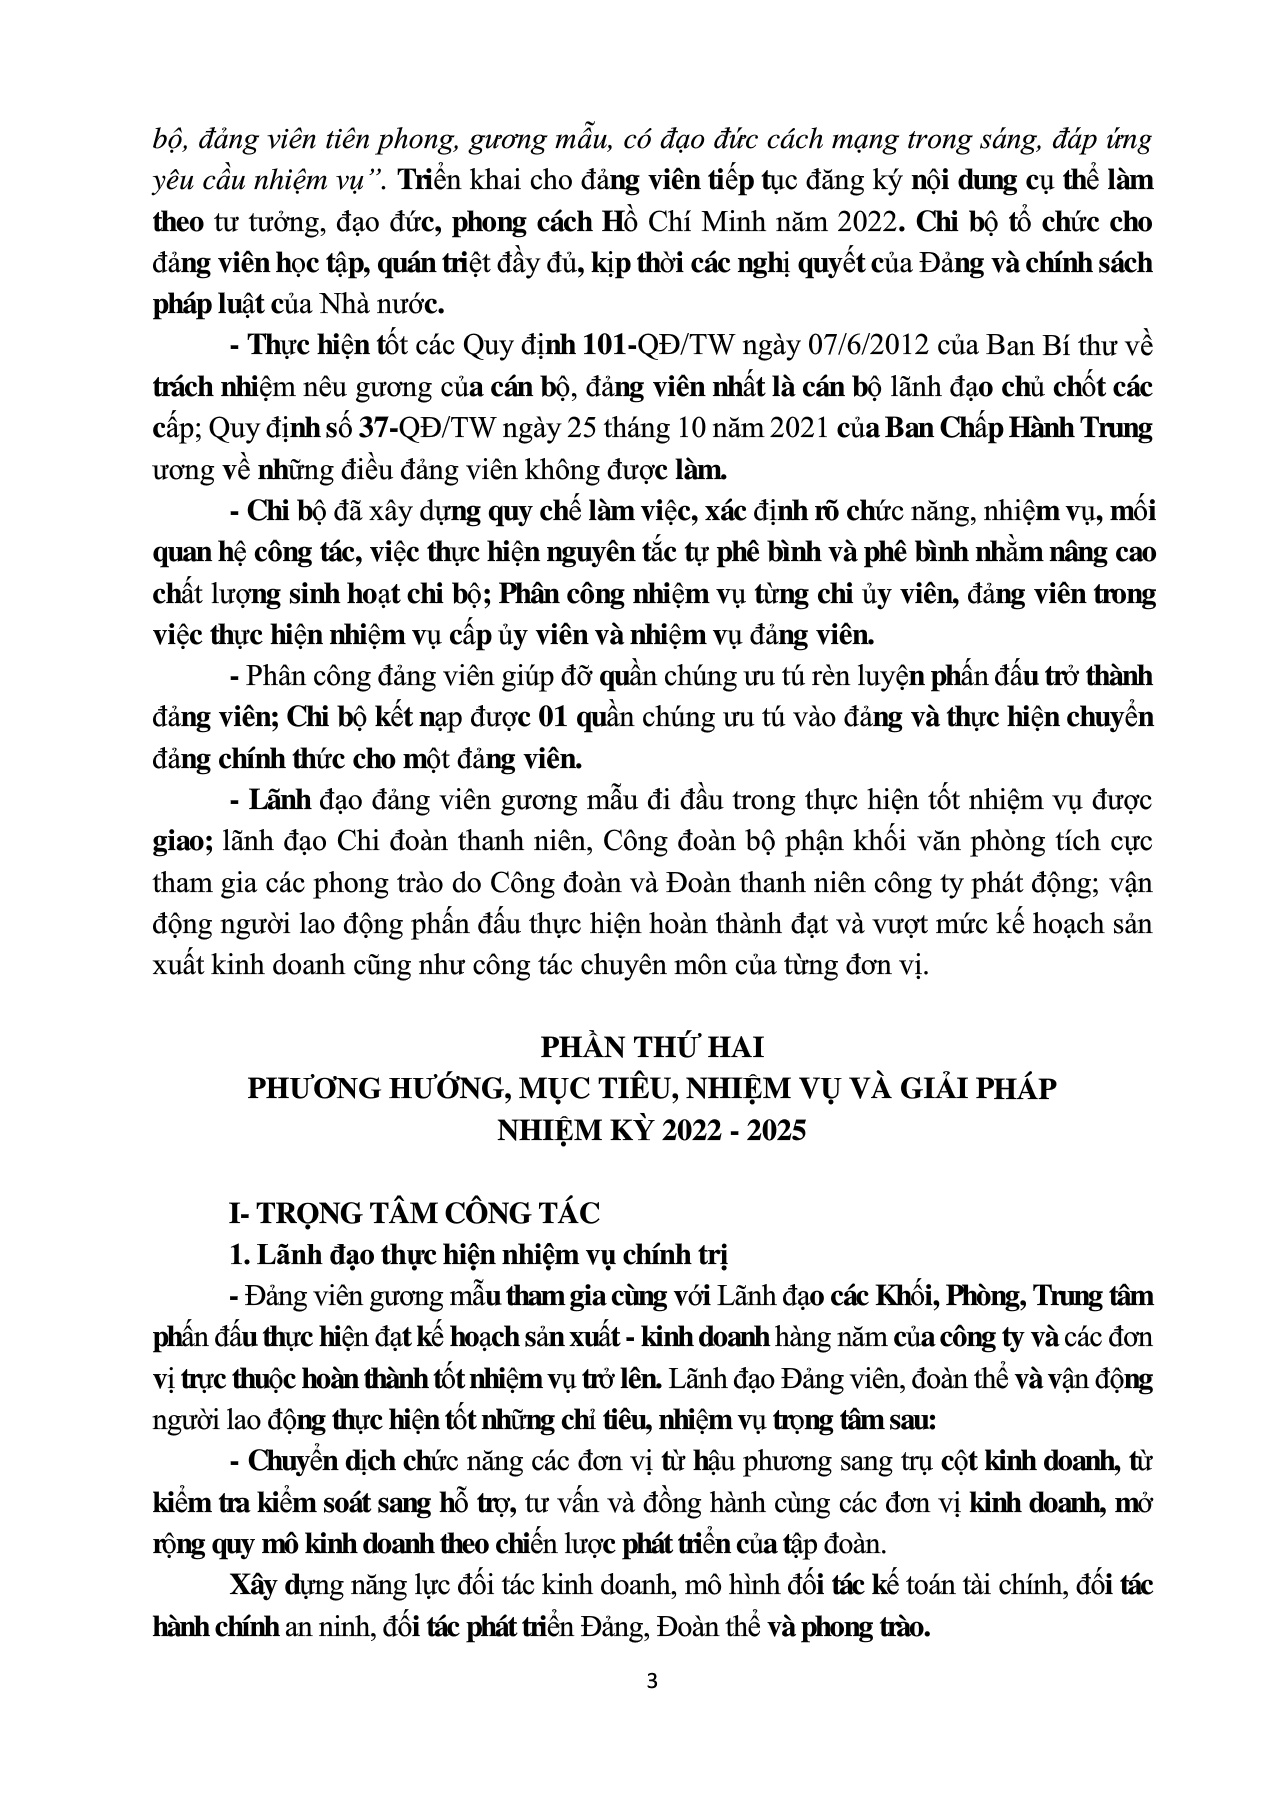 bộ, đảng viên tiên phong, gương mẫu, có đạo đức cách mạng trong sáng, đáp ứng
yêu cầu nhiệm vụ”. Triển khai cho đảng viên tiếp tục đăng ký nội dung cụ thể làm
theo tư tưởng, đạo đức, phong cách Hồ Chí Minh năm 2022. Chi bộ tổ chức cho
đảng viên học tập, quán triệt đầy đủ, kịp thời các nghị quyết của Đảng và chính sách
pháp luật của Nhà nước.
- Thực hiện tốt các Quy định 101-QĐ/TW ngày 07/6/2012 của Ban Bí thư về
trách nhiệm nêu gương của cán bộ, đảng viên nhất là cán bộ lãnh đạo chủ chốt các
cấp; Quy định số 37-QĐ/TW ngày 25 tháng 10 năm 2021 của Ban Chấp Hành Trung
ương về những điều đảng viên không được làm.
- Chi bộ đã xây dựng quy chế làm việc, xác định rõ chức năng, nhiệm vụ, mối
quan hệ công tác, việc thực hiện nguyên tắc tự phê bình và phê bình nhằm nâng cao
chất lượng sinh hoạt chi bộ; Phân công nhiệm vụ từng chi ủy viên, đảng viên trong
việc thực hiện nhiệm vụ cấp ủy viên và nhiệm vụ đảng viên.
- Phân công đảng viên giúp đỡ quần chúng ưu tú rèn luyện phấn đấu trở thành
đảng viên; Chi bộ kết nạp được 01 quần chúng ưu tú vào đảng và thực hiện chuyển
đảng chính thức cho một đảng viên.
- Lãnh đạo đảng viên gương mẫu đi đầu trong thực hiện tốt nhiệm vụ được
giao; lãnh đạo Chi đoàn thanh niên, Công đoàn bộ phận khối văn phòng tích cực
tham gia các phong trào do Công đoàn và Đoàn thanh niên công ty phát động; vận
động người lao động phấn đấu thực hiện hoàn thành đạt và vượt mức kế hoạch sản
xuất kinh doanh cũng như công tác chuyên môn của từng đơn vị.
PHẦN THỨ HAI
PHƯƠNG HƯỚNG, MỤC TIÊU, NHIỆM VỤ VÀ GIẢI PHÁP
NHIỆM KỲ 2022 - 2025
I- TRỌNG TÂM CÔNG TÁC
1. Lãnh đạo thực hiện nhiệm vụ chính trị
- Đảng viên gương mẫu tham gia cùng với Lãnh đạo các Khối, Phòng, Trung tâm
phấn đấu thực hiện đạt kế hoạch sản xuất - kinh doanh hàng năm của công ty và các đơn
vị trực thuộc hoàn thành tốt nhiệm vụ trở lên. Lãnh đạo Đảng viên, đoàn thể và vận động
người lao động thực hiện tốt những chỉ tiêu, nhiệm vụ trọng tâm sau:
- Chuyển dịch chức năng các đơn vị từ hậu phương sang trụ cột kinh doanh, từ
kiểm tra kiểm soát sang hỗ trợ, tư vấn và đồng hành cùng các đơn vị kinh doanh, mở
rộng quy mô kinh doanh theo chiến lược phát triển của tập đoàn.
Xây dựng năng lực đối tác kinh doanh, mô hình đối tác kế toán tài chính, đối tác
hành chính an ninh, đối tác phát triển Đảng, Đoàn thể và phong trào.
3